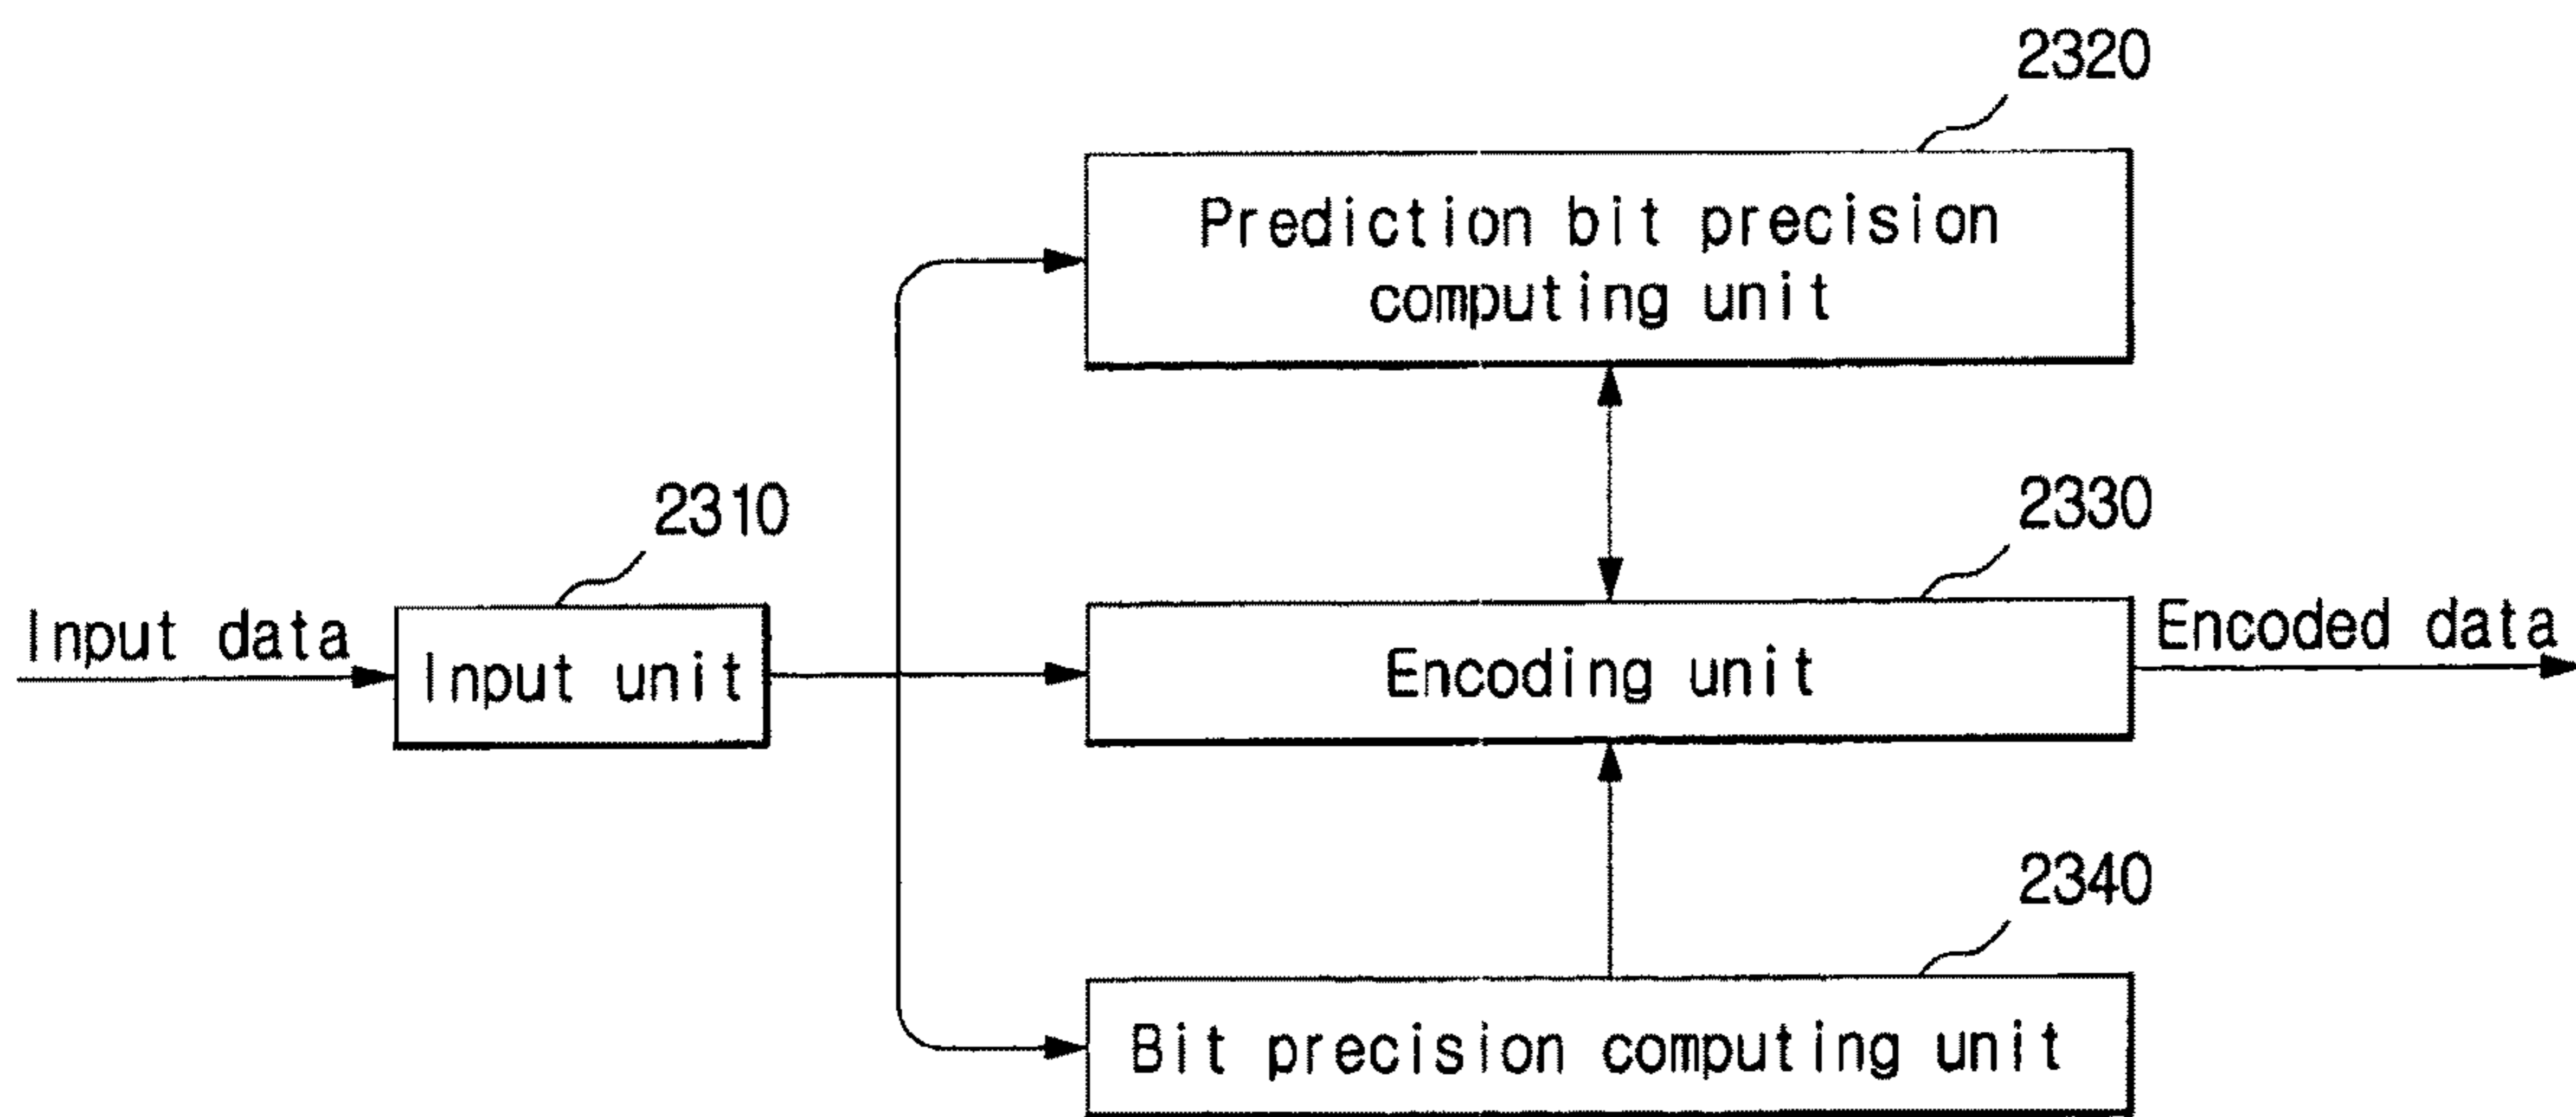 2320
Prediction bit precision
computing unit
2310
2330
Input data
Input unit
Encoding unit
Encoded data
2340
Bit precision computing unit